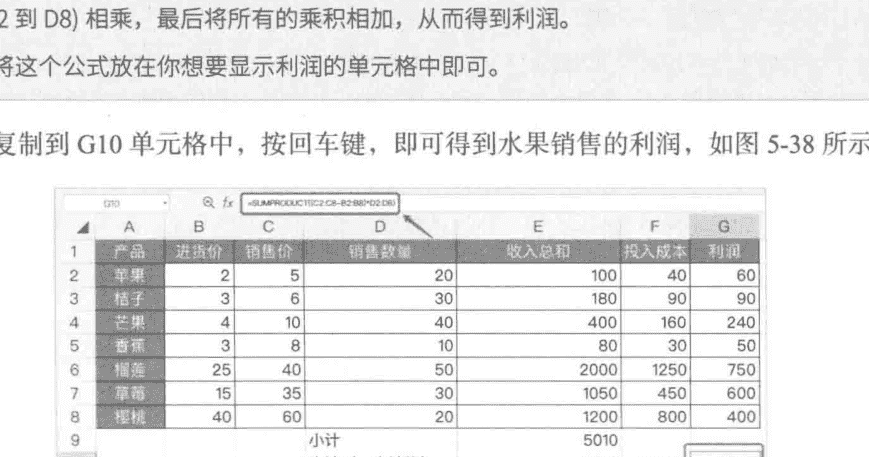 2 到 D8) 相乘，最后将所有的乘积相加，从而得到利润。
将这个公式放在你想要显示利润的单元格中即可。
复制到 G10 单元格中，按回车键，即可得到水果销售的利润，如图 5-38 所示
G10 fx =SUMPRODUCT((C2:C8-B2:B8)*D2:D8)
A B C D E F G
1 产品 进货价 销售价 销售数量 收入总和 投入成本 利润
2 苹果 2 5 20 100 40 60
3 桔子 3 6 30 180 90 90
4 芒果 4 10 40 400 160 240
5 香蕉 3 8 10 80 30 50
6 榴莲 25 40 50 2000 1250 750
7 草莓 15 35 30 1050 450 600
8 樱桃 40 60 20 1200 800 400
9 小计 5010